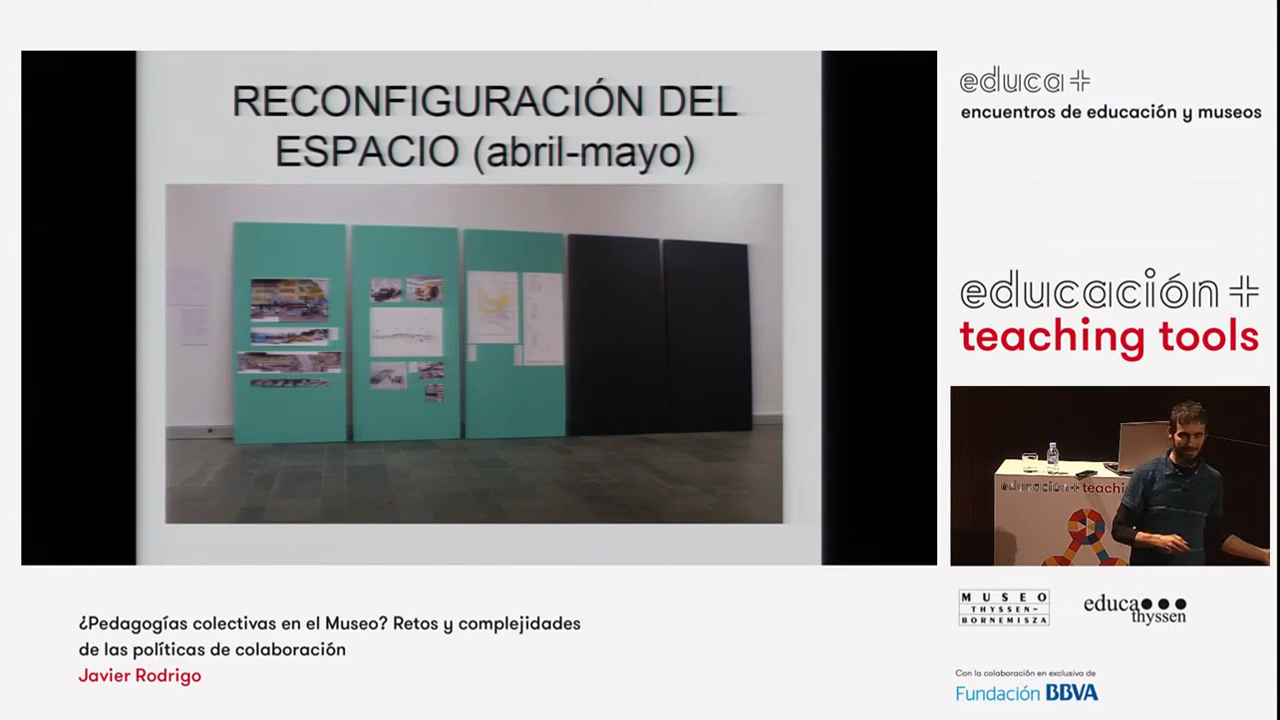 RECONFIGURACIÓN DEL
ESPACIO (abril-mayo)
educa+
encuentros de educación y museos
educación+
teaching tools
educación+ teachi
¿Pedagogías colectivas en el Museo? Retos y complejidades
de las políticas de colaboración
Javier Rodrigo
MUSEO
THYSSEN-
BORNEMISZA
educa
thyssen
Con la colaboración en exclusiva de
Fundación BBVA